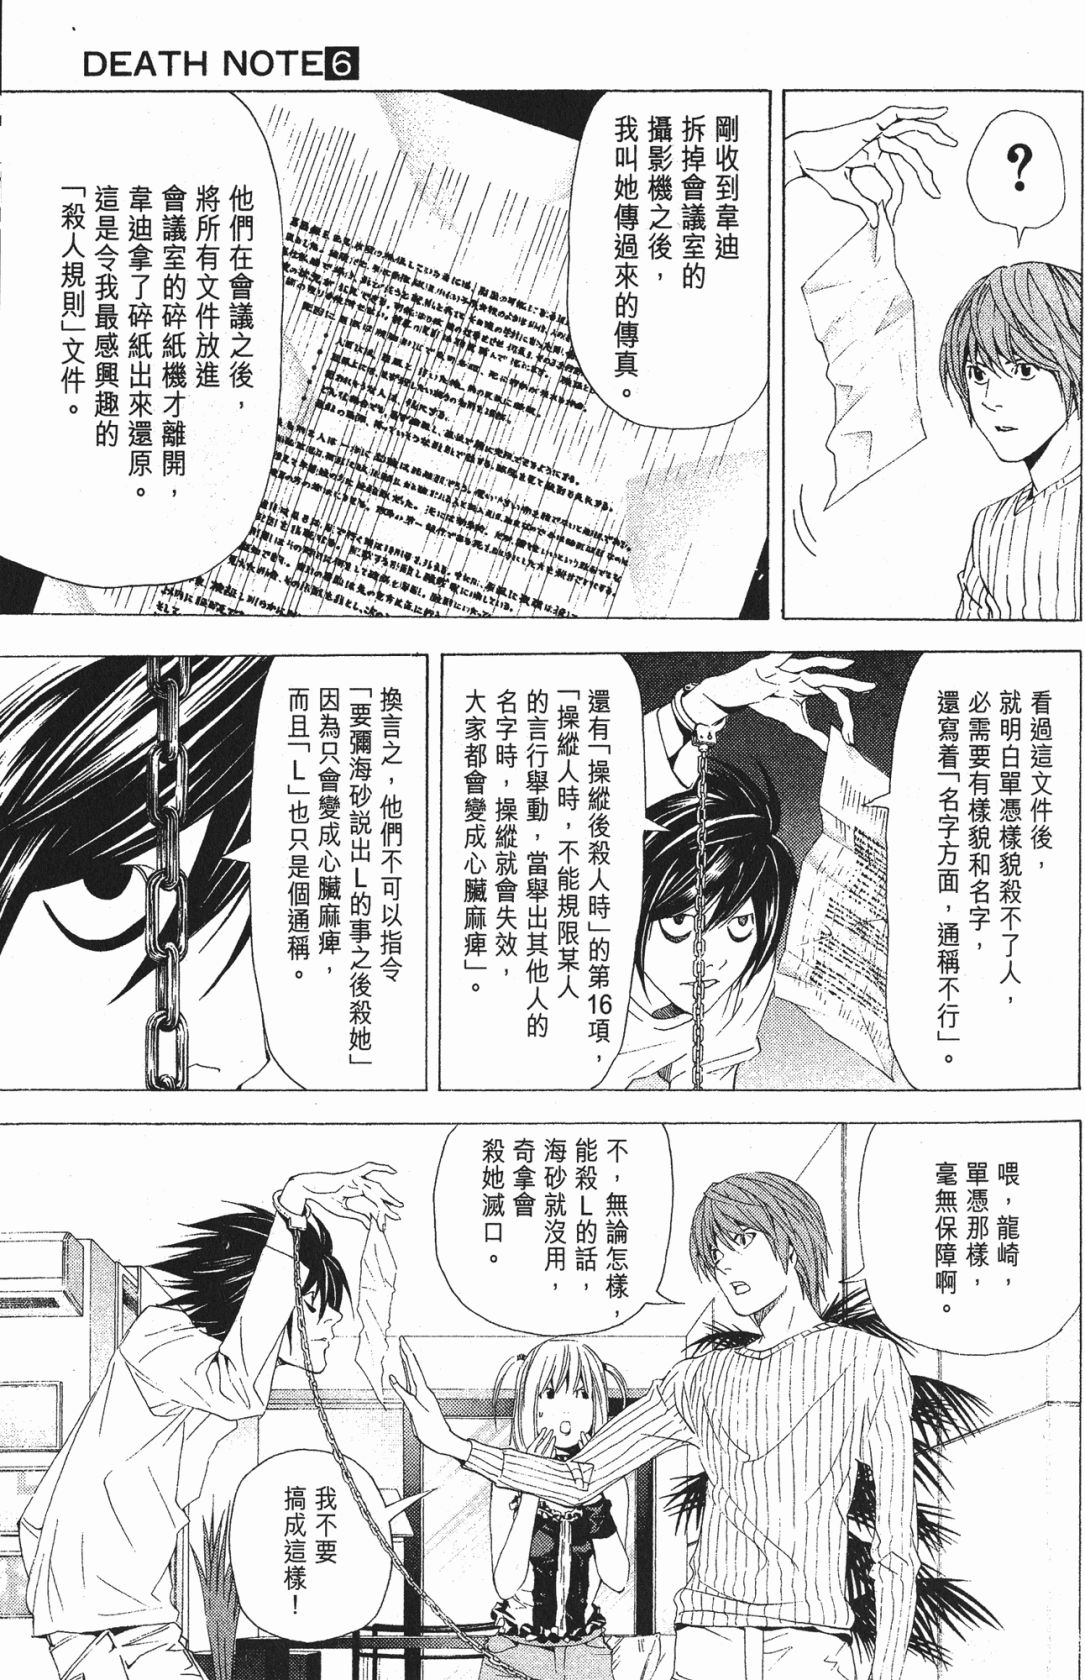 DEATH NOTE 6
?
剛收到韋迪
拆掉會議室的
攝影機之後，
我叫她傳過來的傳真。
他們在會議之後，
將所有文件放進
會議室的碎紙機才離開，
韋迪拿了碎紙出來還原。
這是令我最感興趣的
「殺人規則」文件。
看過這文件後，
就明白單憑樣貌殺不了人，
必需要有樣貌和名字，
還寫着「名字方面，通稱不行」。
還有「操縱後殺人時」的第16項，
「操縱人時，不能規限某人
的言行舉動，當舉出其他人的
名字時，操縱就會失效，
大家都會變成心臟麻痺」。
換言之，他們不可以指令
「要彌海砂説出L的事之後殺她」
因為只會變成心臟麻痺，
而且「L」也只是個通稱。
喂，龍崎，
單憑那樣，
毫無保障啊。
不，無論怎樣，
能殺L的話，
海砂就沒用，
奇拿會
殺她滅口。
我不要
搞成這樣！